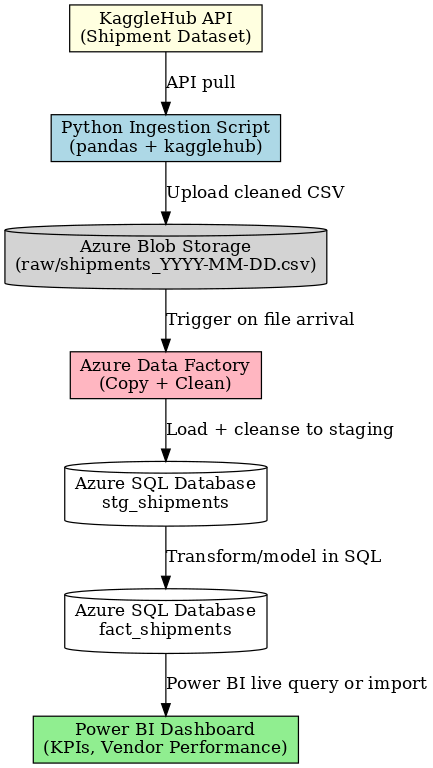 KaggleHub API
(Shipment Dataset)
API pull
Python Ingestion Script
(pandas + kagglehub)
Upload cleaned CSV
Azure Blob Storage
(raw/shipments_YYYY-MM-DD.csv)
Trigger on file arrival
Azure Data Factory
(Copy + Clean)
Load + cleanse to staging
Azure SQL Database
stg_shipments
Transform/model in SQL
Azure SQL Database
fact_shipments
Power BI live query or import
Power BI Dashboard
(KPIs, Vendor Performance)